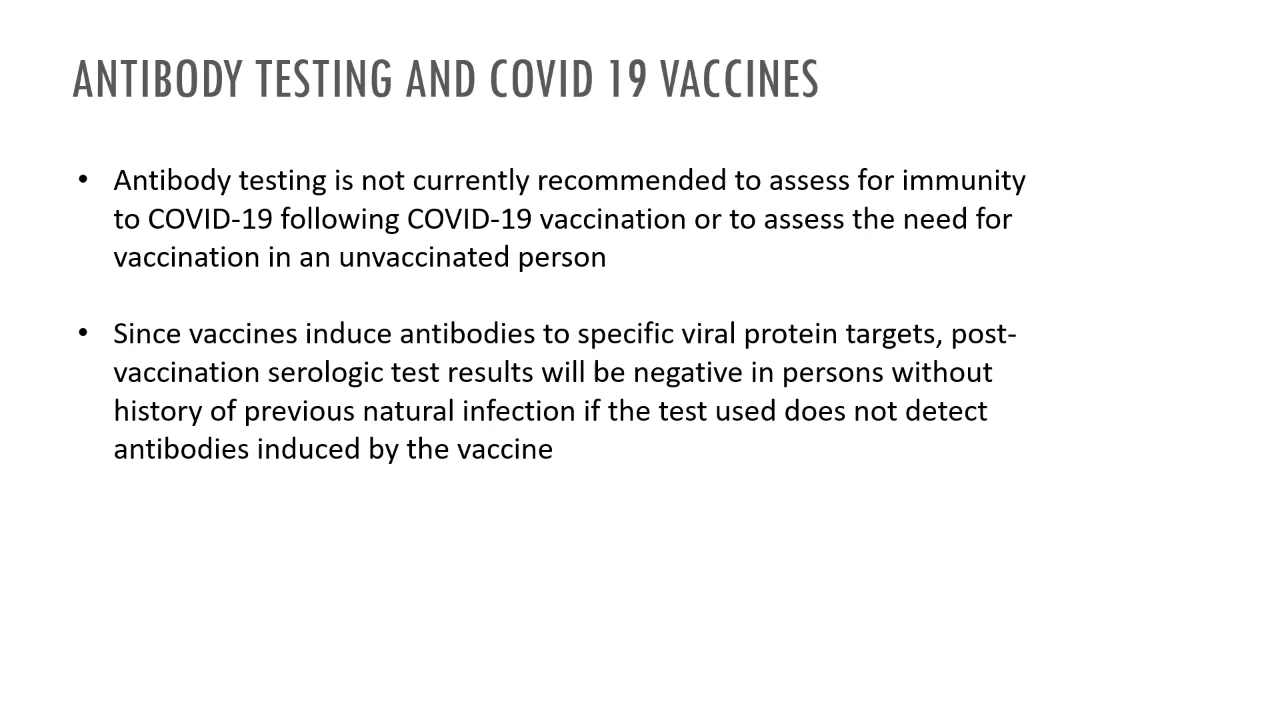 ANTIBODY TESTING AND COVID 19 VACCINES
• Antibody testing is not currently recommended to assess for immunity
to COVID-19 following COVID-19 vaccination or to assess the need for
vaccination in an unvaccinated person
• Since vaccines induce antibodies to specific viral protein targets, post-
vaccination serologic test results will be negative in persons without
history of previous natural infection if the test used does not detect
antibodies induced by the vaccine